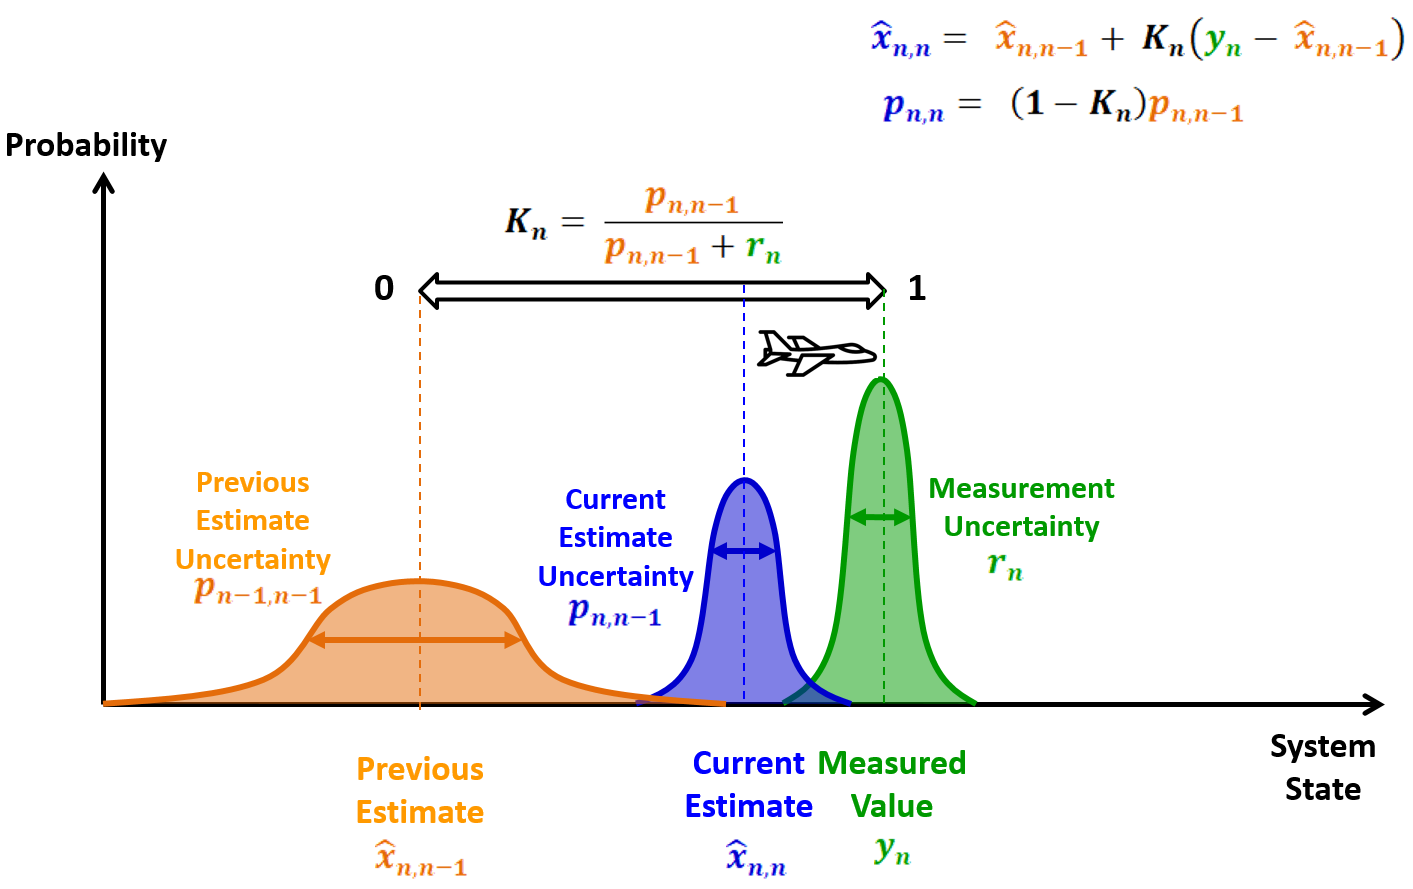 x̂ₙ,ₙ = x̂ₙ,ₙ₋₁ + Kₙ(yₙ − x̂ₙ,ₙ₋₁)
pₙ,ₙ = (1 − Kₙ)pₙ,ₙ₋₁
Probability
Kₙ = pₙ,ₙ₋₁ / (pₙ,ₙ₋₁ + rₙ)
0
1
Previous
Estimate
Uncertainty
pₙ₋₁,ₙ₋₁
Current
Estimate
Uncertainty
pₙ,ₙ₋₁
Measurement
Uncertainty
rₙ
System
State
Previous
Estimate
x̂ₙ,ₙ₋₁
Current
Estimate
x̂ₙ,ₙ
Measured
Value
yₙ